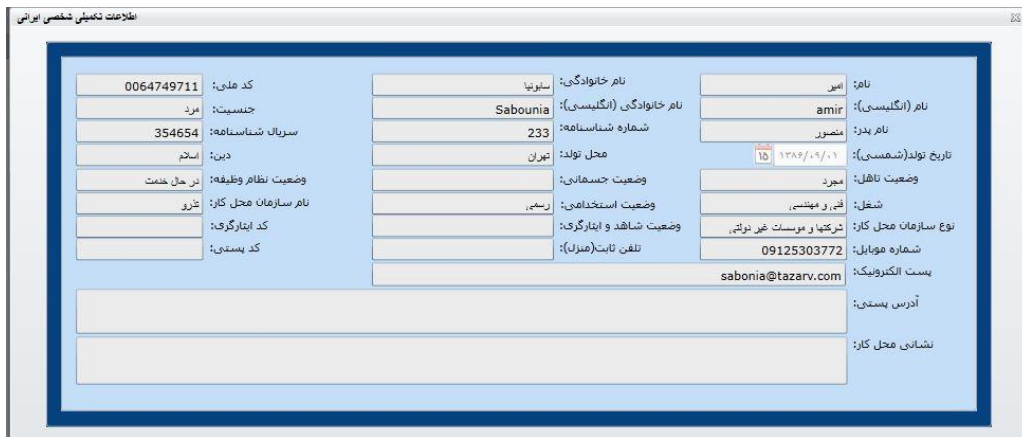 اطلاعات تکمیلی شخصی ایرانی
نام: امیر نام خانوادگی: سابونیا کد ملی: 0064749711
نام (انگلیسی): amir نام خانوادگی (انگلیسی): Sabounia جنسیت: مرد
نام پدر: منصور شماره شناسنامه: 233 سریال شناسنامه: 354654
تاریخ تولد(شمسی): ۱۳۸۶/۰۹/۰۱ ۱۵ محل تولد: تهران دین: اسلام
وضعیت تاهل: مجرد وضعیت جسمانی: وضعیت نظام وظیفه: در حال خدمت
شغل: فنی و مهندسی وضعیت استخدامی: رسمی نام سازمان محل کار: تذرو
نوع سازمان محل کار: شرکتها و موسسات غیر دولتی وضعیت شاهد و ایثارگری: کد ایثارگری:
شماره موبایل: 09125303772 تلفن ثابت(منزل): کد پستی:
پست الکترونیک: sabonia@tazarv.com
آدرس پستی:
نشانی محل کار: